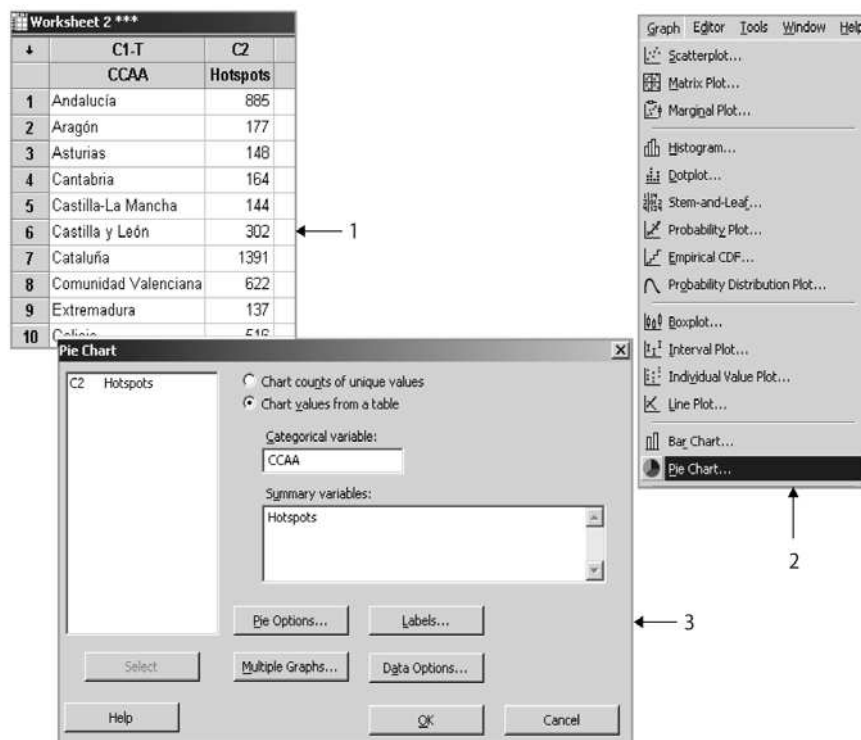 Worksheet 2 ***
C1-T C2
CCAA Hotspots
1 Andalucía 885
2 Aragón 177
3 Asturias 148
4 Cantabria 164
5 Castilla-La Mancha 144
6 Castilla y León 302
7 Cataluña 1391
8 Comunidad Valenciana 622
9 Extremadura 137
10
1
Graph Editor Tools Window Help
Scatterplot...
Matrix Plot...
Marginal Plot...
Histogram...
Dotplot...
Stem-and-Leaf...
Probability Plot...
Empirical CDF...
Probability Distribution Plot...
Boxplot...
Interval Plot...
Individual Value Plot...
Line Plot...
Bar Chart...
Pie Chart...
2
Pie Chart
C2 Hotspots
Chart counts of unique values
Chart values from a table
Categorical variable:
CCAA
Summary variables:
Hotspots
Pie Options... Labels...
Select Multiple Graphs... Data Options...
Help OK Cancel
3